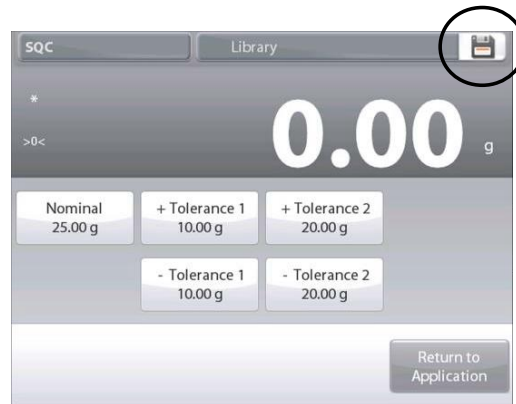 SQC
Library
*
>0<
0.00 g
Nominal
25.00 g
+ Tolerance 1
10.00 g
+ Tolerance 2
20.00 g
- Tolerance 1
10.00 g
- Tolerance 2
20.00 g
Return to
Application